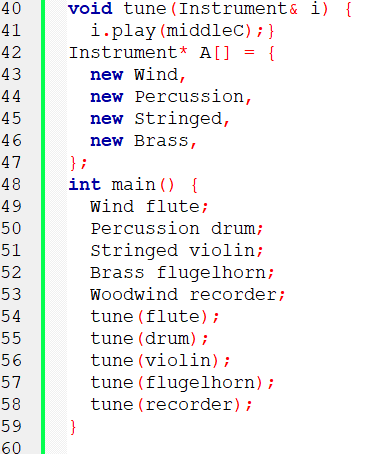 40 void tune(Instrument& i) {
41   i.play(middleC);}
42 Instrument* A[] = {
43   new Wind,
44   new Percussion,
45   new Stringed,
46   new Brass,
47 };
48 int main() {
49   Wind flute;
50   Percussion drum;
51   Stringed violin;
52   Brass flugelhorn;
53   Woodwind recorder;
54   tune(flute);
55   tune(drum);
56   tune(violin);
57   tune(flugelhorn);
58   tune(recorder);
59 }
60